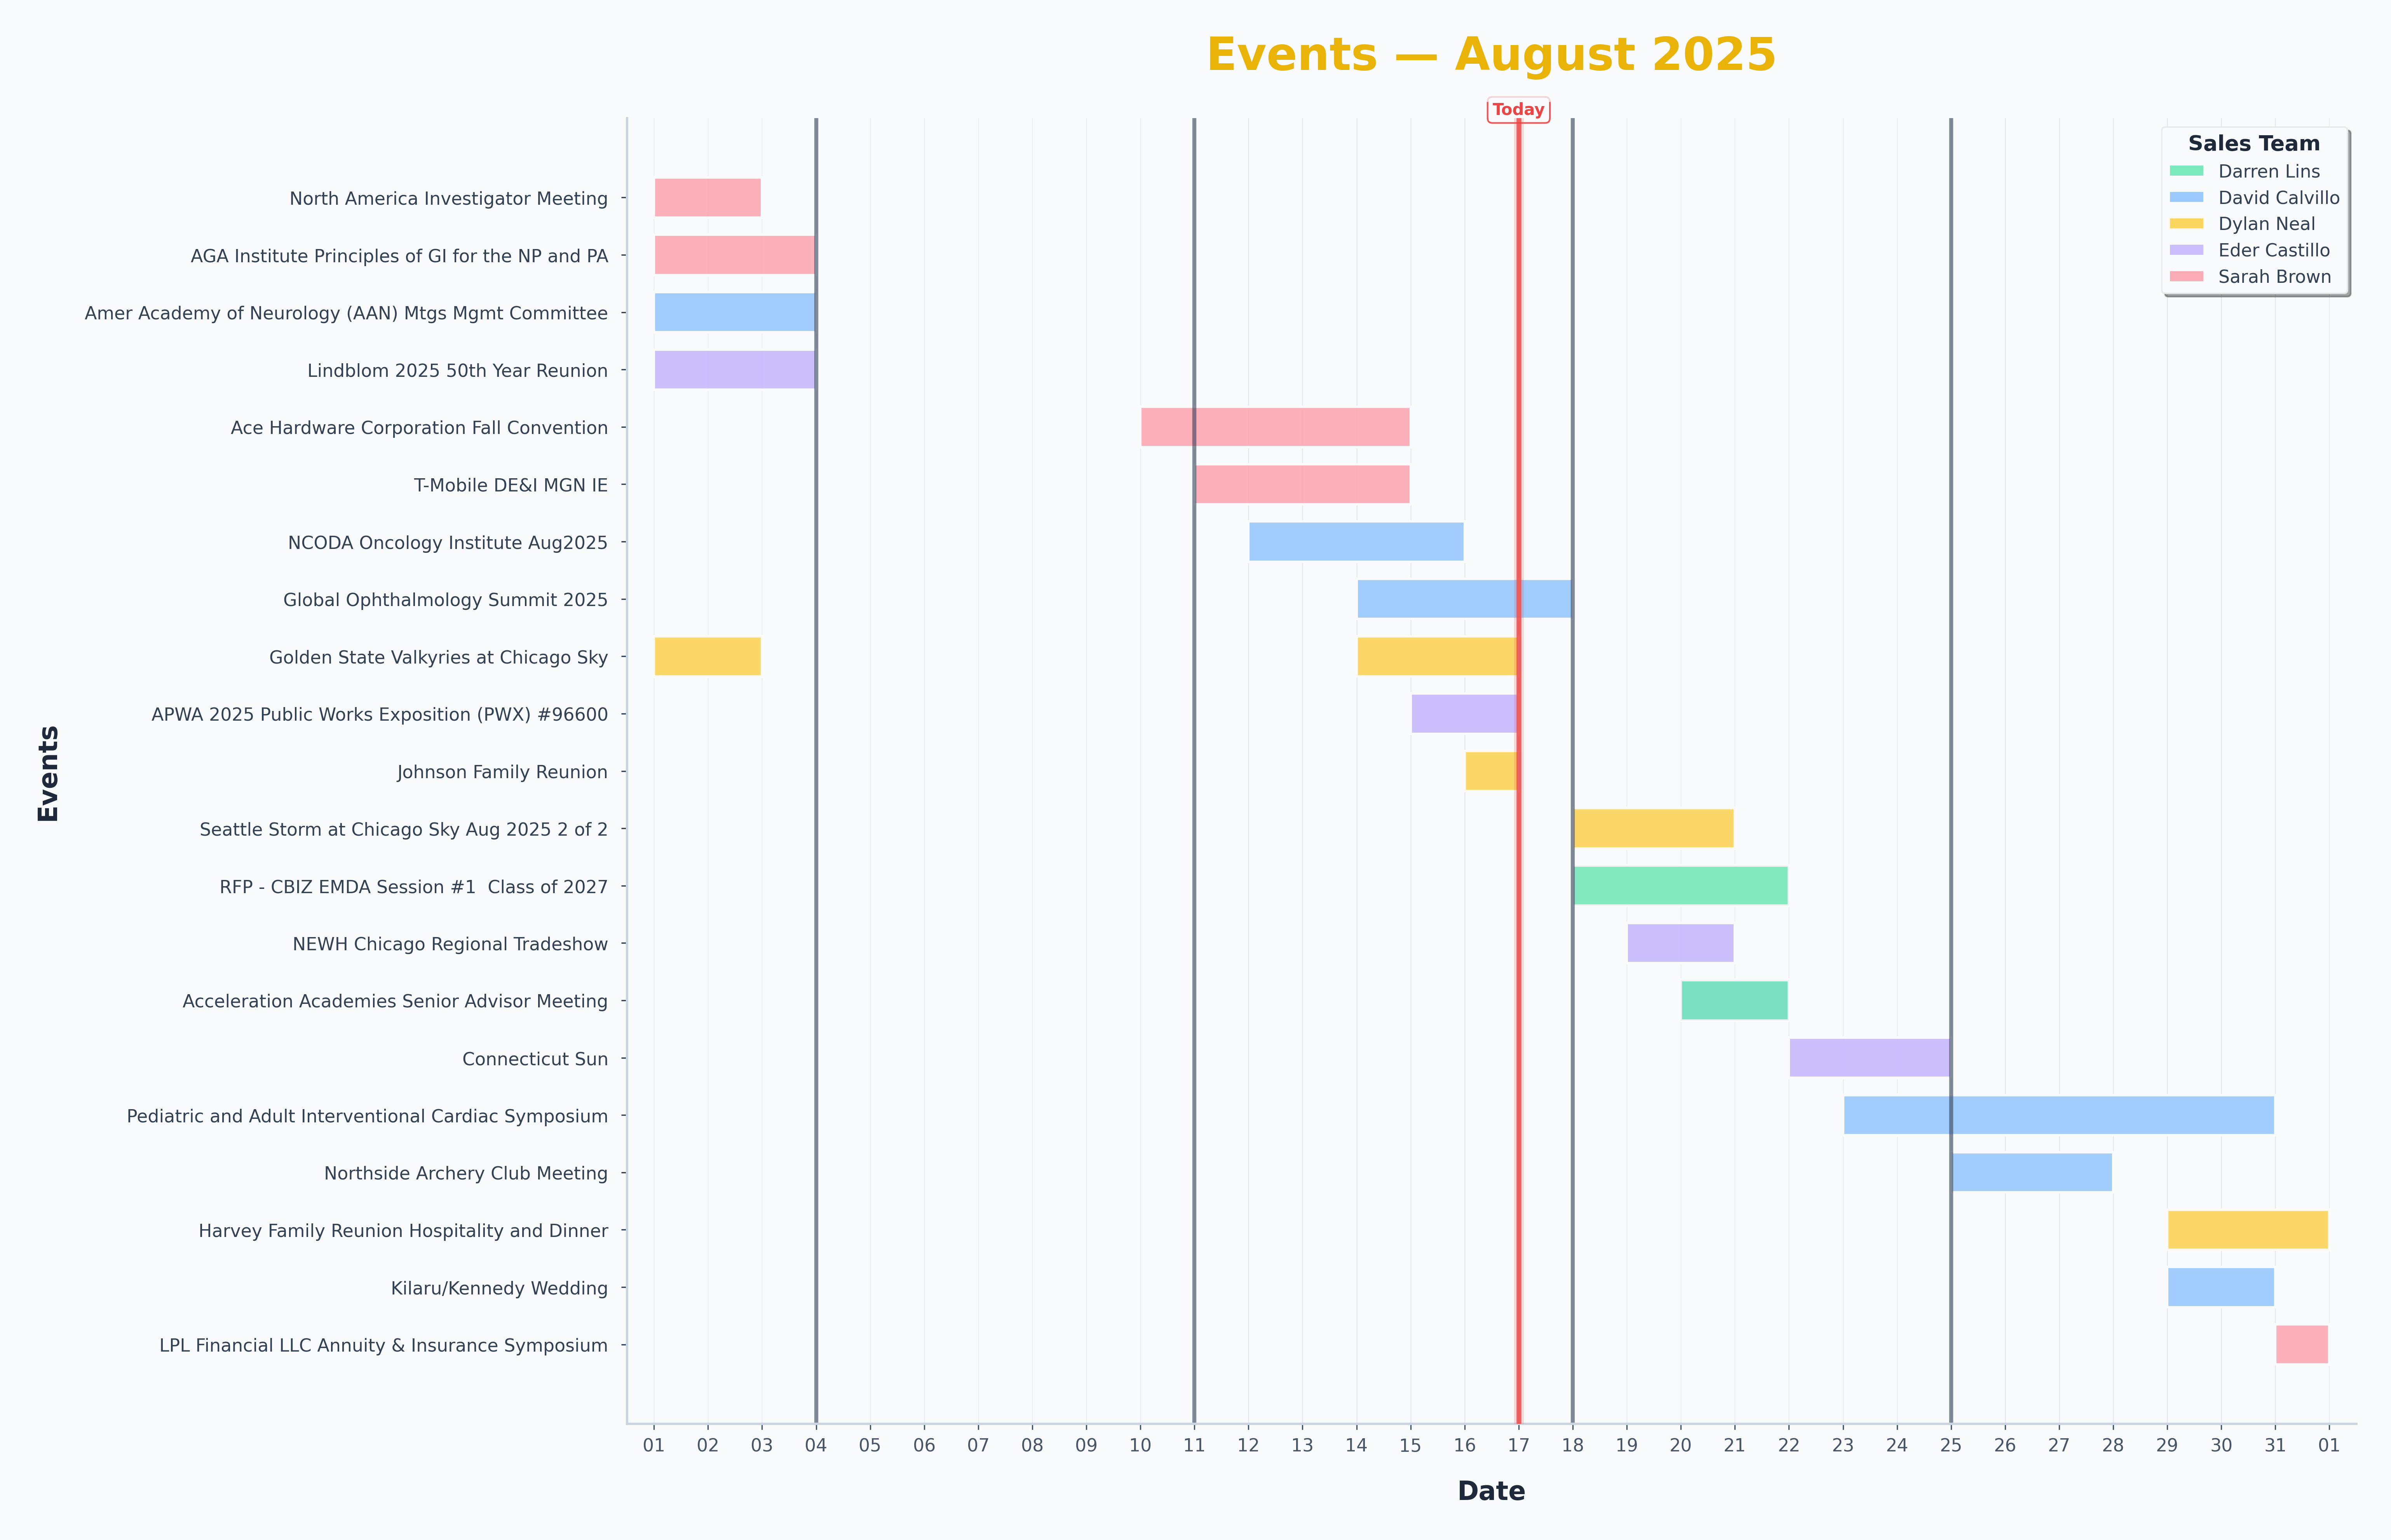 Events — August 2025
Today
Sales Team
Darren Lins
David Calvillo
Dylan Neal
Eder Castillo
Sarah Brown
Events
North America Investigator Meeting
AGA Institute Principles of GI for the NP and PA
Amer Academy of Neurology (AAN) Mtgs Mgmt Committee
Lindblom 2025 50th Year Reunion
Ace Hardware Corporation Fall Convention
T-Mobile DE&I MGN IE
NCODA Oncology Institute Aug2025
Global Ophthalmology Summit 2025
Golden State Valkyries at Chicago Sky
APWA 2025 Public Works Exposition (PWX) #96600
Johnson Family Reunion
Seattle Storm at Chicago Sky Aug 2025 2 of 2
RFP - CBIZ EMDA Session #1  Class of 2027
NEWH Chicago Regional Tradeshow
Acceleration Academies Senior Advisor Meeting
Connecticut Sun
Pediatric and Adult Interventional Cardiac Symposium
Northside Archery Club Meeting
Harvey Family Reunion Hospitality and Dinner
Kilaru/Kennedy Wedding
LPL Financial LLC Annuity & Insurance Symposium
01 02 03 04 05 06 07 08 09 10 11 12 13 14 15 16 17 18 19 20 21 22 23 24 25 26 27 28 29 30 31 01
Date